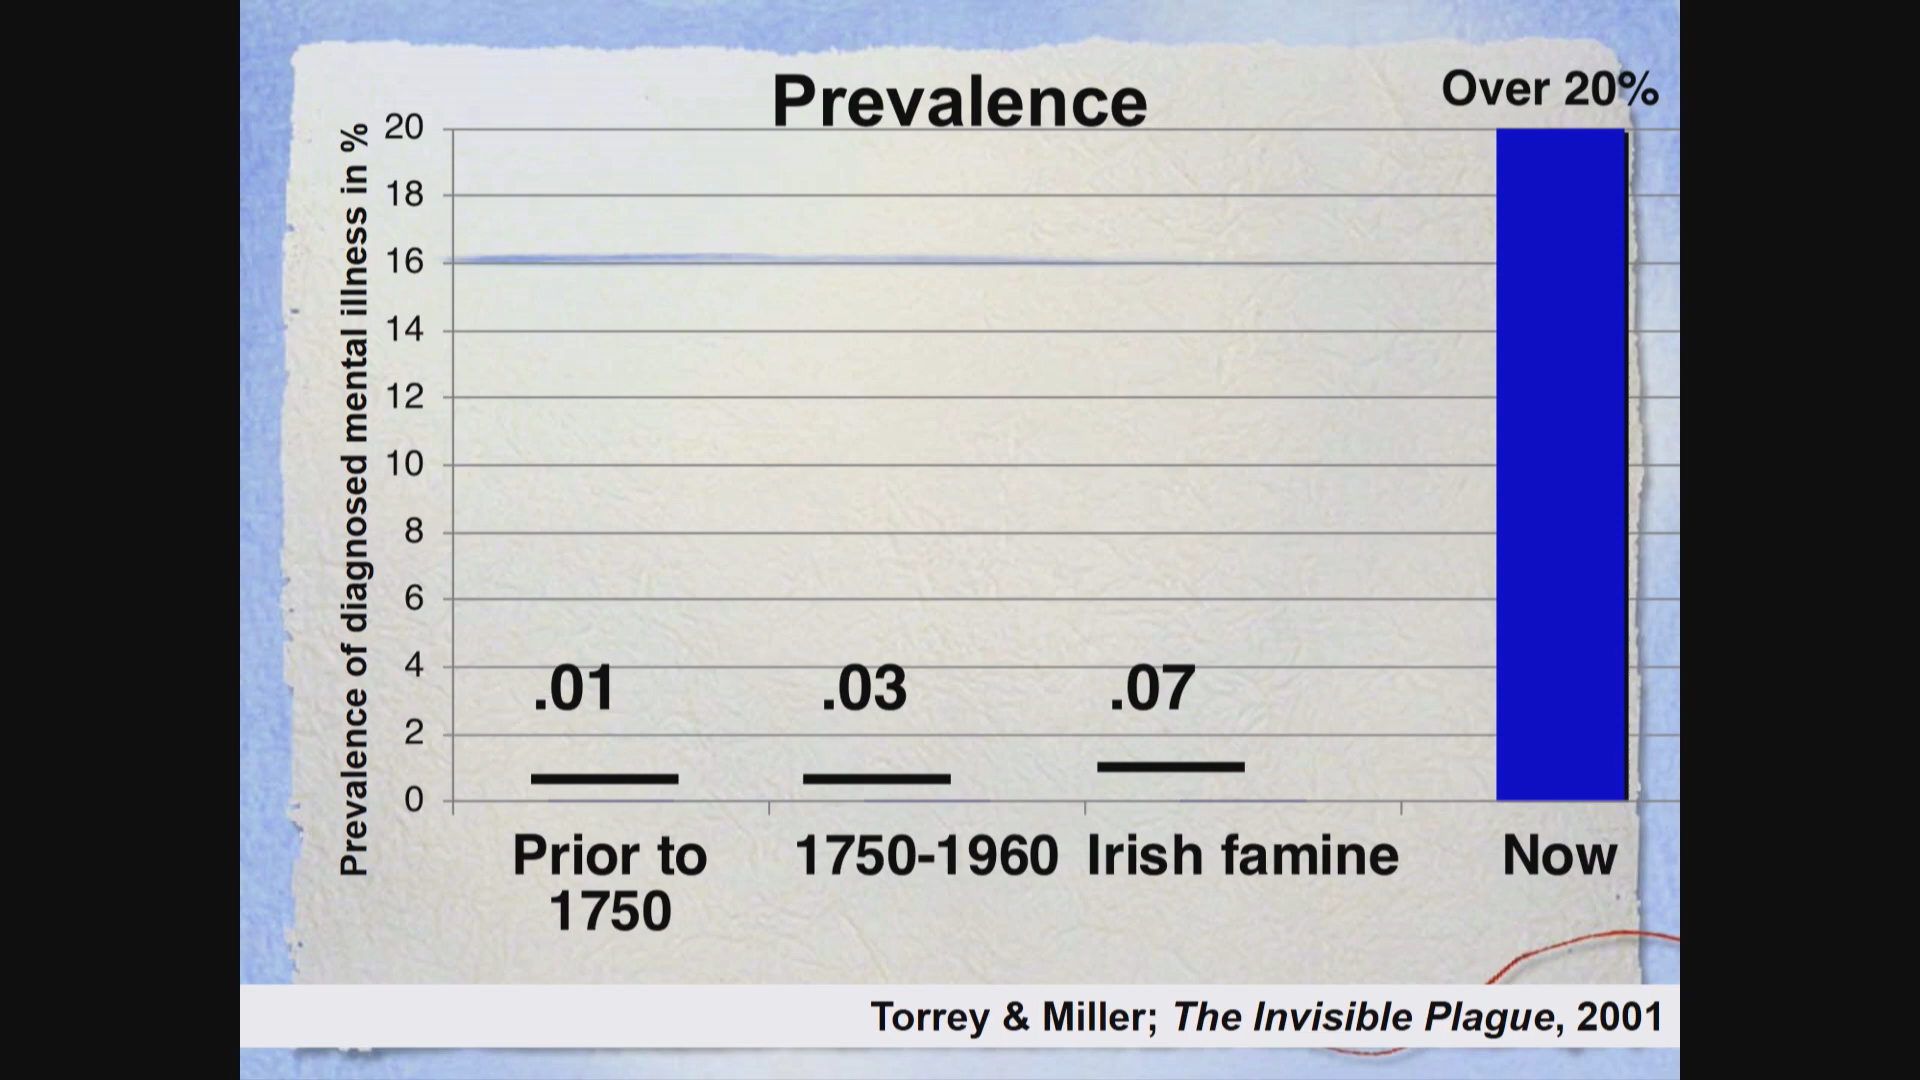 Prevalence
Over 20%
Prevalence of diagnosed mental illness in %
20
18
16
14
12
10
8
6
4
2
0
.01
.03
.07
Prior to
1750
1750-1960
Irish famine
Now
Torrey & Miller; The Invisible Plague, 2001